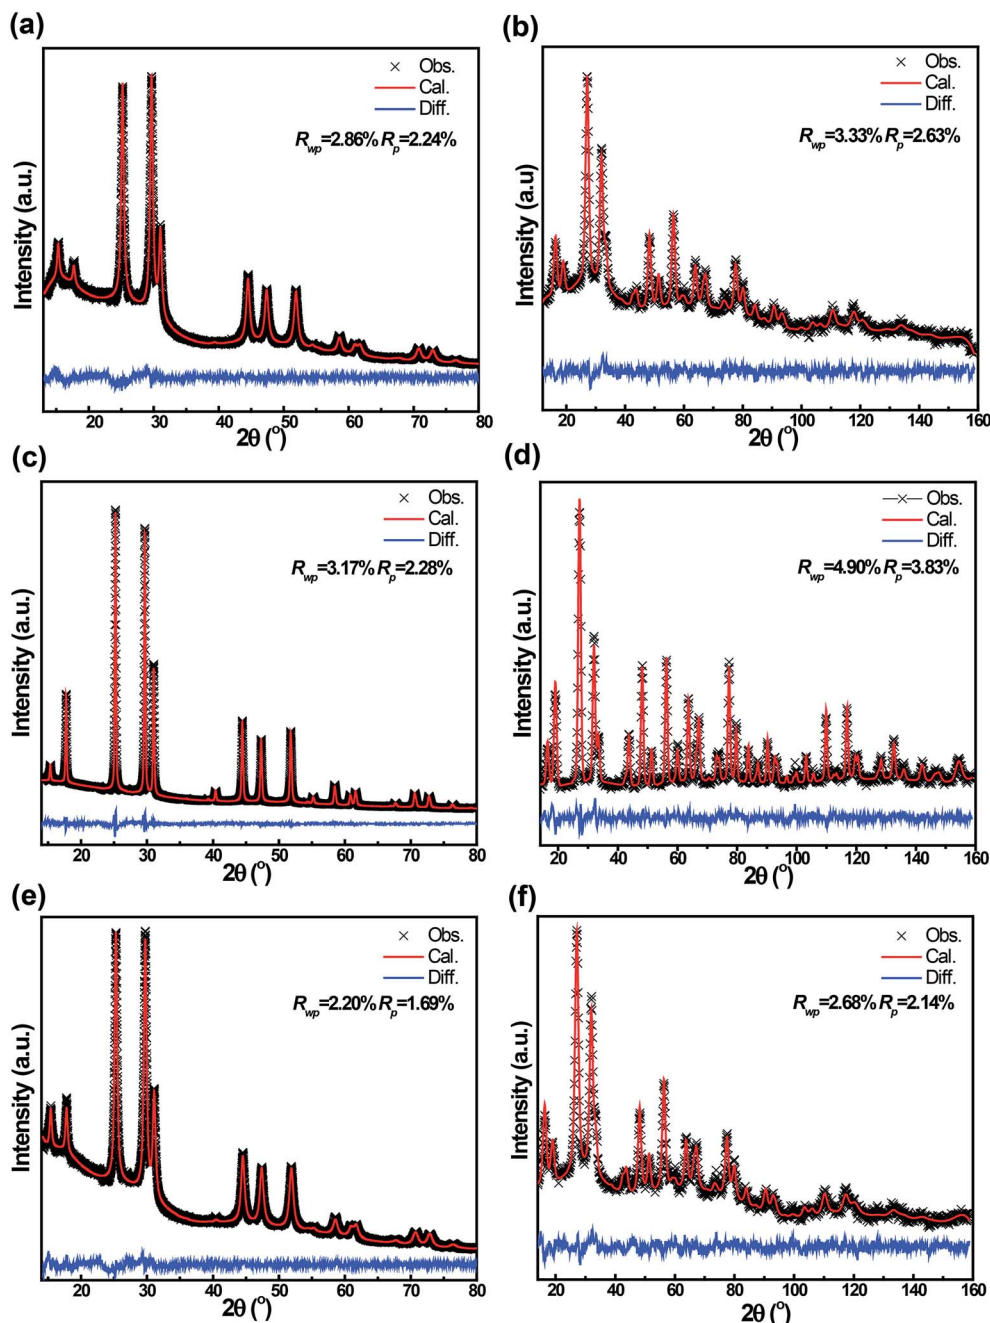 (a)
Obs.
Cal.
Diff.
Rwp=2.86% Rp=2.24%
Intensity (a.u.)
20 30 40 50 60 70 80
2θ (°)
(b)
Obs.
Cal.
Diff.
Rwp=3.33% Rp=2.63%
Intensity (a.u)
20 40 60 80 100 120 140 160
2θ (°)
(c)
Obs.
Cal.
Diff.
Rwp=3.17% Rp=2.28%
Intensity (a.u.)
20 30 40 50 60 70 80
2θ (°)
(d)
Obs.
Cal.
Diff.
Rwp=4.90% Rp=3.83%
Intensity (a.u.)
20 40 60 80 100 120 140 160
2θ (°)
(e)
Obs.
Cal.
Diff.
Rwp=2.20% Rp=1.69%
Intensity (a.u.)
20 30 40 50 60 70 80
2θ (°)
(f)
Obs.
Cal.
Diff.
Rwp=2.68% Rp=2.14%
Intensity (a.u.)
20 40 60 80 100 120 140 160
2θ (°)